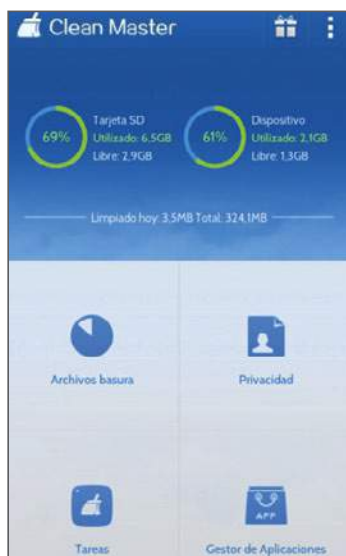 Clean Master
69%
Tarjeta SD
Utilizado: 6,5GB
Libre: 2,9GB
61%
Dispositivo
Utilizado: 2,1GB
Libre: 1,3GB
Limpiado hoy: 3,5MB Total: 324,1MB
Archivos basura
Privacidad
APP
Tareas
Gestor de Aplicaciones